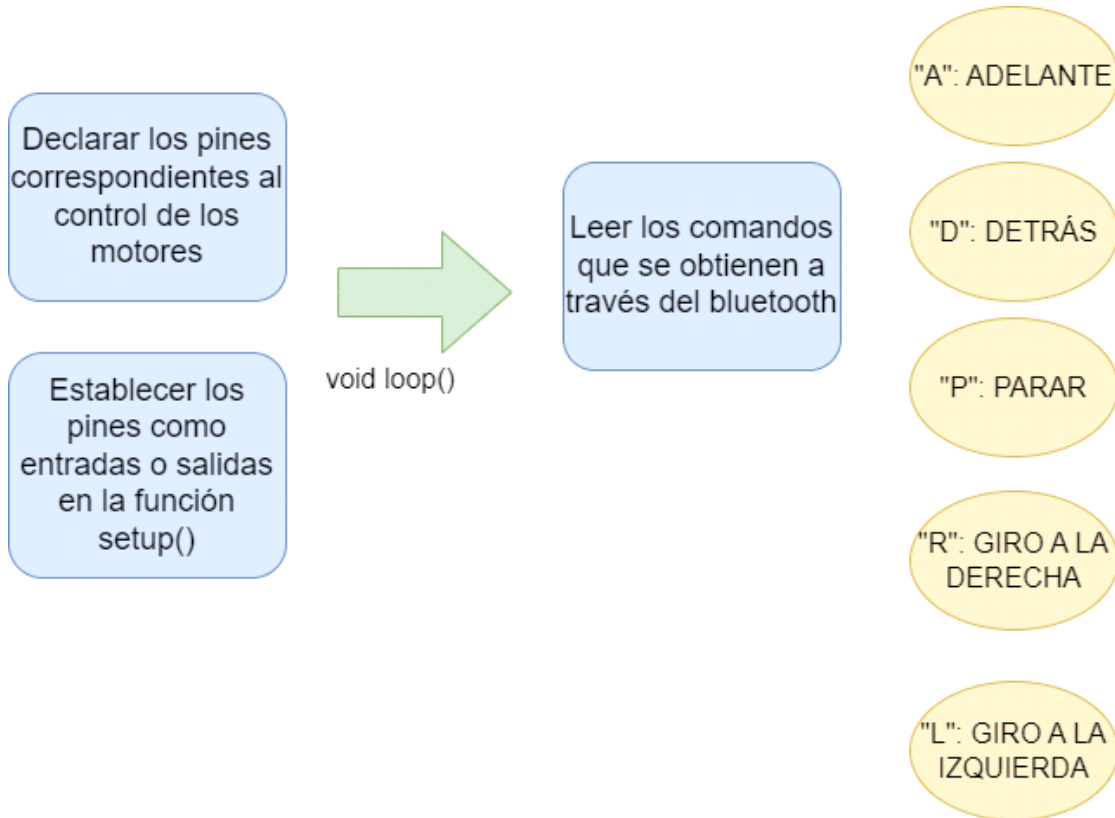 Declarar los pines
correspondientes al
control de los
motores
Establecer los
pines como
entradas o salidas
en la función
setup()
void loop()
Leer los comandos
que se obtienen a
través del bluetooth
"A": ADELANTE
"D": DETRÁS
"P": PARAR
"R": GIRO A LA
DERECHA
"L": GIRO A LA
IZQUIERDA